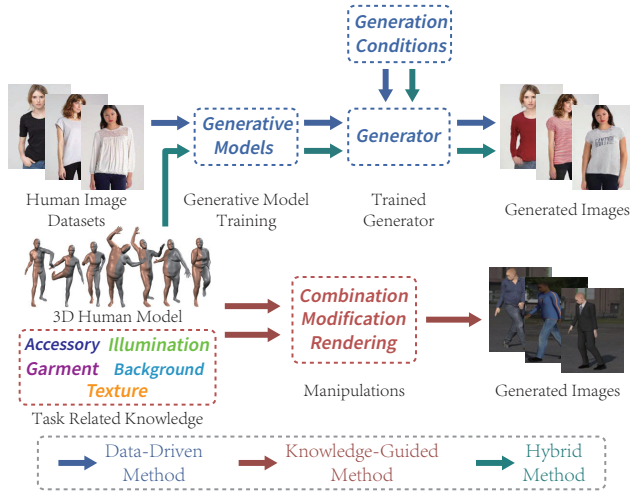 Generation
Conditions
Generative
Models
Generator
Human Image
Datasets
Generative Model
Training
Trained
Generator
Generated Images
3D Human Model
Accessory Illumination
Garment Background
Texture
Task Related Knowledge
Combination
Modification
Rendering
Manipulations
Generated Images
Data-Driven
Method
Knowledge-Guided
Method
Hybrid
Method